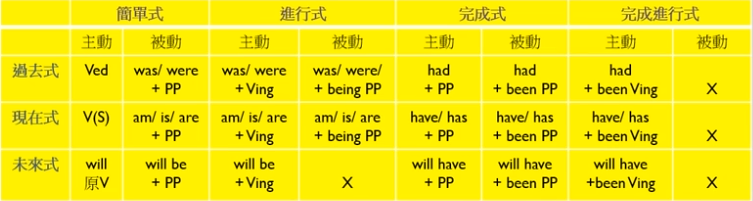 簡單式 進行式 完成式 完成進行式
主動 被動 主動 被動 主動 被動 主動 被動
過去式 Ved was/ were was/ were was/ were/ had had had
+ PP + Ving + being PP + PP + been PP + been Ving X
現在式 V(S) am/ is/ are am/ is/ are am/ is/ are have/ has have/ has have/ has
+ PP + Ving + being PP + PP + been PP + been Ving X
未來式 will will be will be will have will have will have
原V + PP + Ving X + PP + been PP +been Ving X